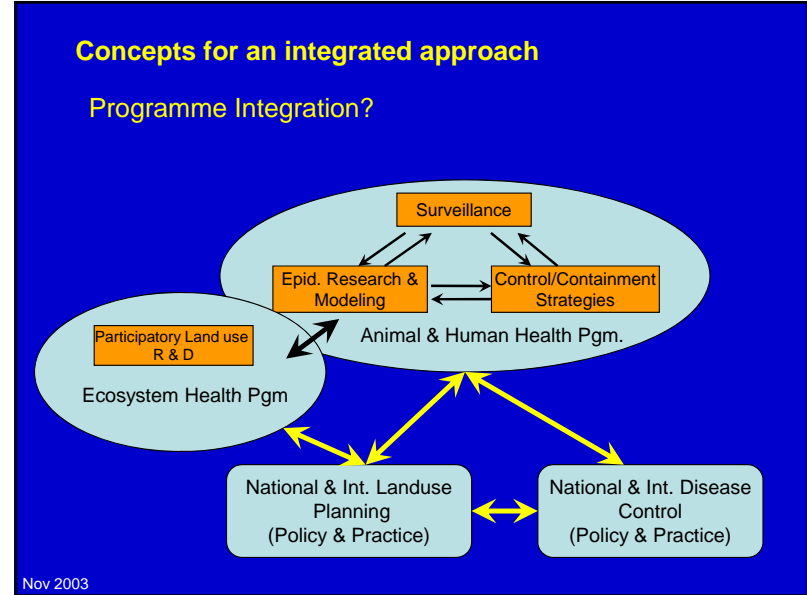 Concepts for an integrated approach
Programme Integration?
Surveillance
Epid. Research &
Modeling
Control/Containment
Strategies
Animal & Human Health Pgm.
Participatory Land use
R & D
Ecosystem Health Pgm
National & Int. Landuse
Planning
(Policy & Practice)
National & Int. Disease
Control
(Policy & Practice)
Nov 2003